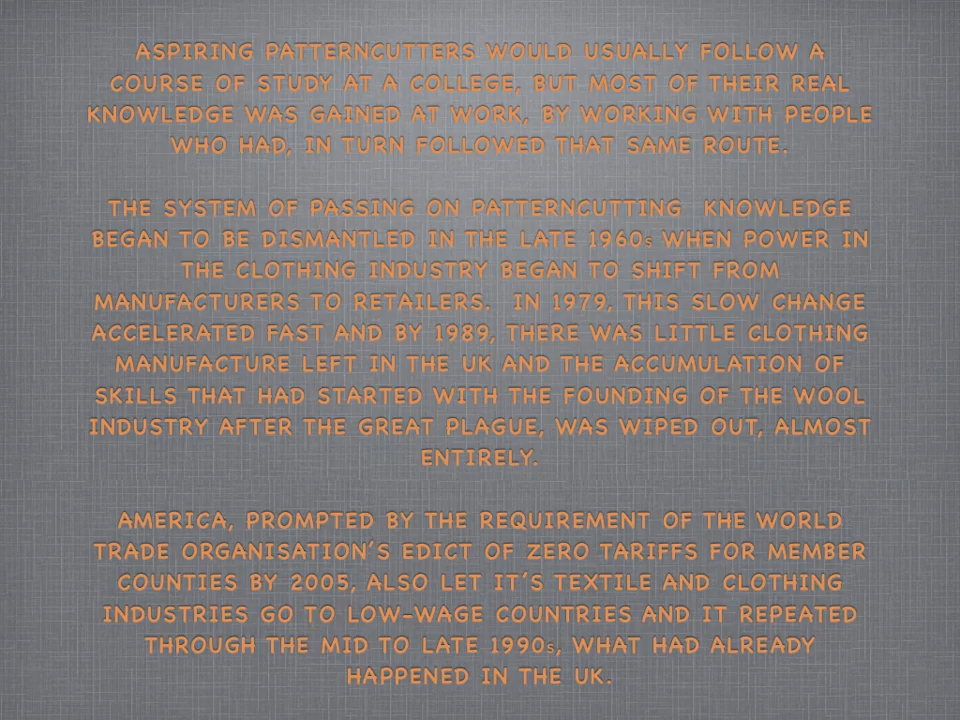 ASPIRING PATTERNCUTTERS WOULD USUALLY FOLLOW A
COURSE OF STUDY AT A COLLEGE, BUT MOST OF THEIR REAL
KNOWLEDGE WAS GAINED AT WORK, BY WORKING WITH PEOPLE
WHO HAD, IN TURN FOLLOWED THAT SAME ROUTE.
THE SYSTEM OF PASSING ON PATTERNCUTTING KNOWLEDGE
BEGAN TO BE DISMANTLED IN THE LATE 1960s WHEN POWER IN
THE CLOTHING INDUSTRY BEGAN TO SHIFT FROM
MANUFACTURERS TO RETAILERS. IN 1979, THIS SLOW CHANGE
ACCELERATED FAST AND BY 1989, THERE WAS LITTLE CLOTHING
MANUFACTURE LEFT IN THE UK AND THE ACCUMULATION OF
SKILLS THAT HAD STARTED WITH THE FOUNDING OF THE WOOL
INDUSTRY AFTER THE GREAT PLAGUE, WAS WIPED OUT, ALMOST
ENTIRELY.
AMERICA, PROMPTED BY THE REQUIREMENT OF THE WORLD
TRADE ORGANISATION'S EDICT OF ZERO TARIFFS FOR MEMBER
COUNTIES BY 2005, ALSO LET IT'S TEXTILE AND CLOTHING
INDUSTRIES GO TO LOW-WAGE COUNTRIES AND IT REPEATED
THROUGH THE MID TO LATE 1990s, WHAT HAD ALREADY
HAPPENED IN THE UK.